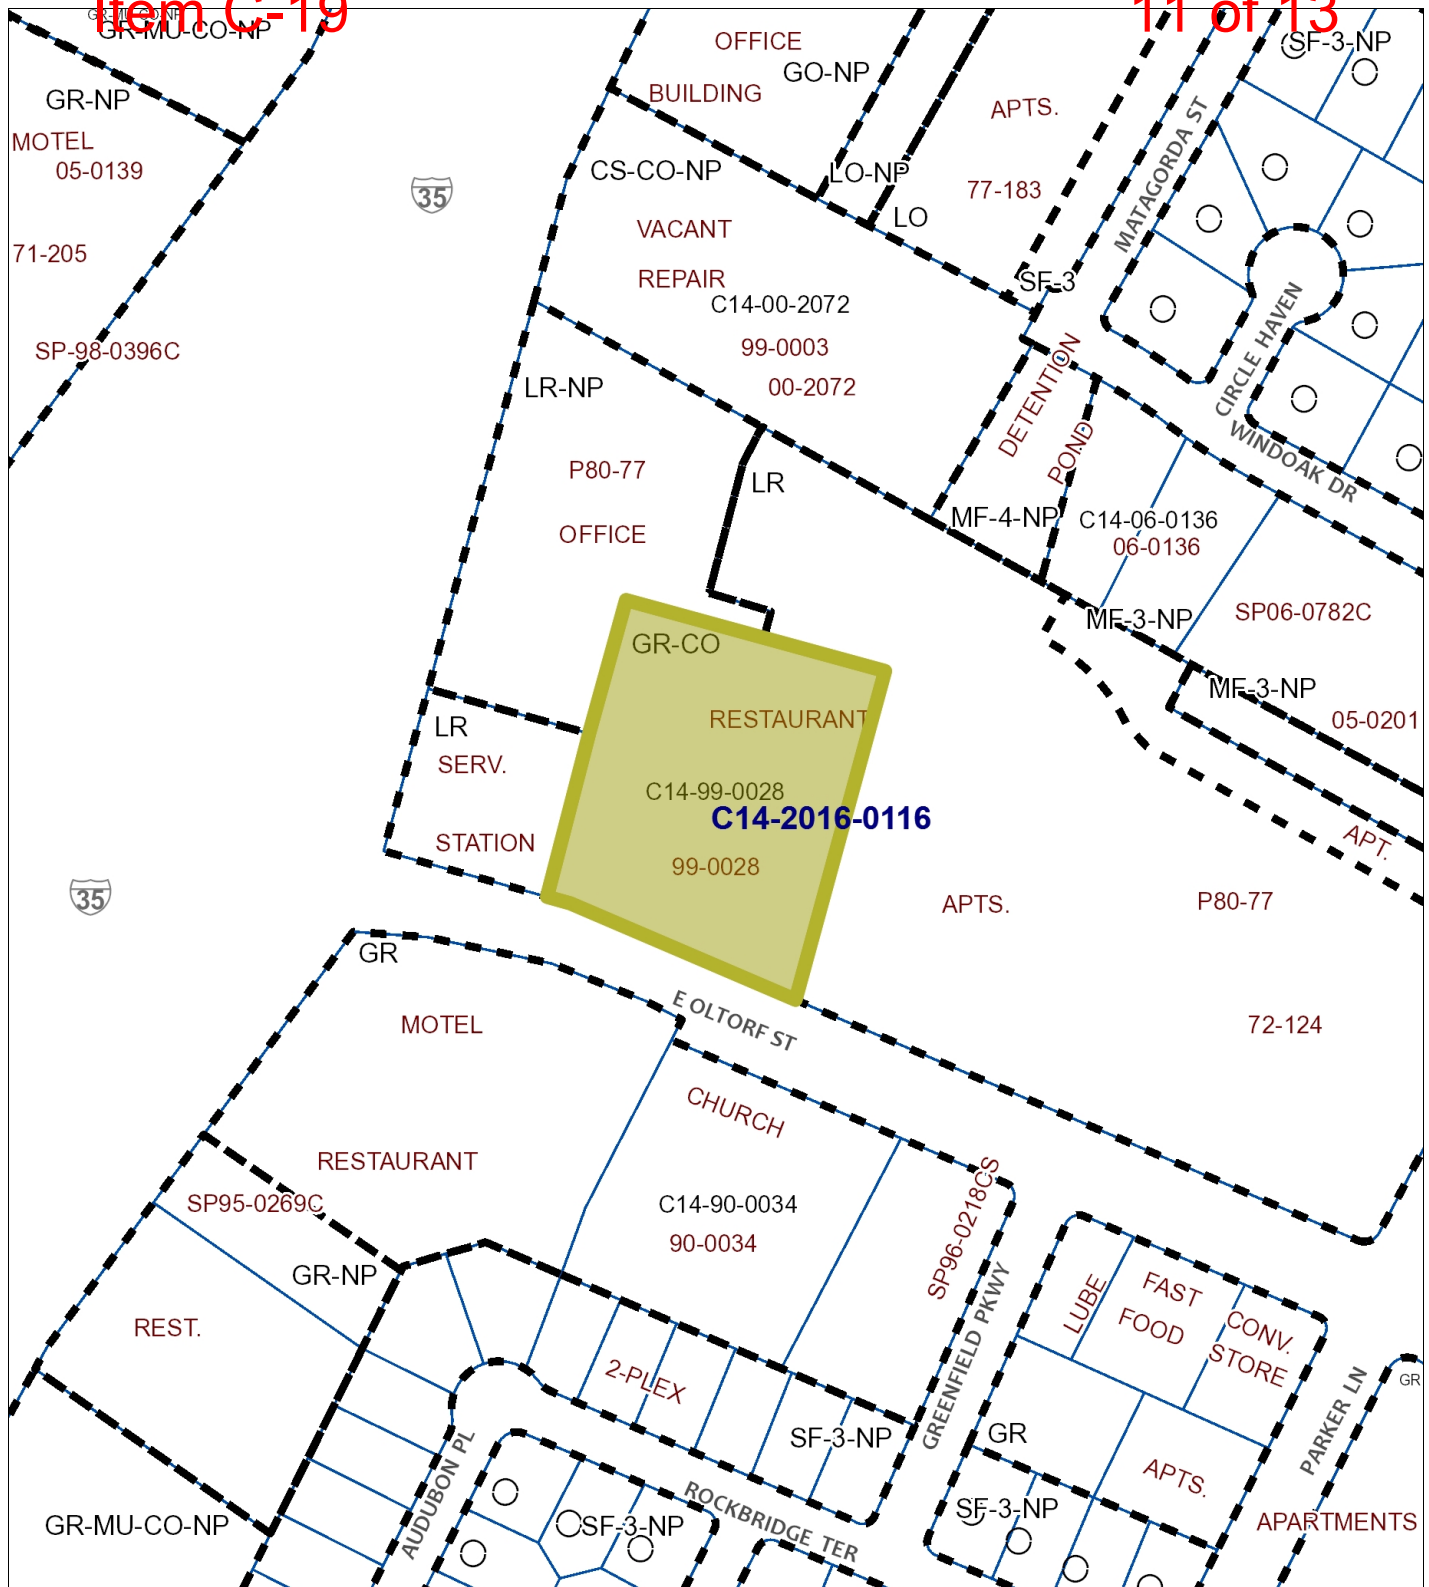 Item C-19
11 of 13
GR-MU-CO-NP
GR-MU-CO-NP
GR-NP
MOTEL
05-0139
71-205
SP-98-0396C
35
OFFICE
GO-NP
BUILDING
APTS.
77-183
CS-CO-NP
LO-NP
LO
VACANT
REPAIR
C14-00-2072
99-0003
00-2072
SF-3
SF-3-NP
MATAGORDA ST
CIRCLE HAVEN
WINDOAK DR
DETENTION
POND
LR-NP
P80-77
OFFICE
LR
MF-4-NP
C14-06-0136
06-0136
MF-3-NP
SP06-0782C
MF-3-NP
05-0201
APT.
GR-CO
RESTAURANT
C14-99-0028
C14-2016-0116
99-0028
LR
SERV.
STATION
APTS.
P80-77
72-124
35
GR
MOTEL
E OLTORF ST
CHURCH
RESTAURANT
SP95-0269C
C14-90-0034
90-0034
SP96-0218CS
GR-NP
REST.
GREENFIELD PKWY
LUBE
FAST
FOOD
CONV.
STORE
2-PLEX
SF-3-NP
GR
PARKER LN
GR
APTS.
AUDUBON PL
ROCKBRIDGE TER
SF-3-NP
SF-3-NP
GR-MU-CO-NP
APARTMENTS